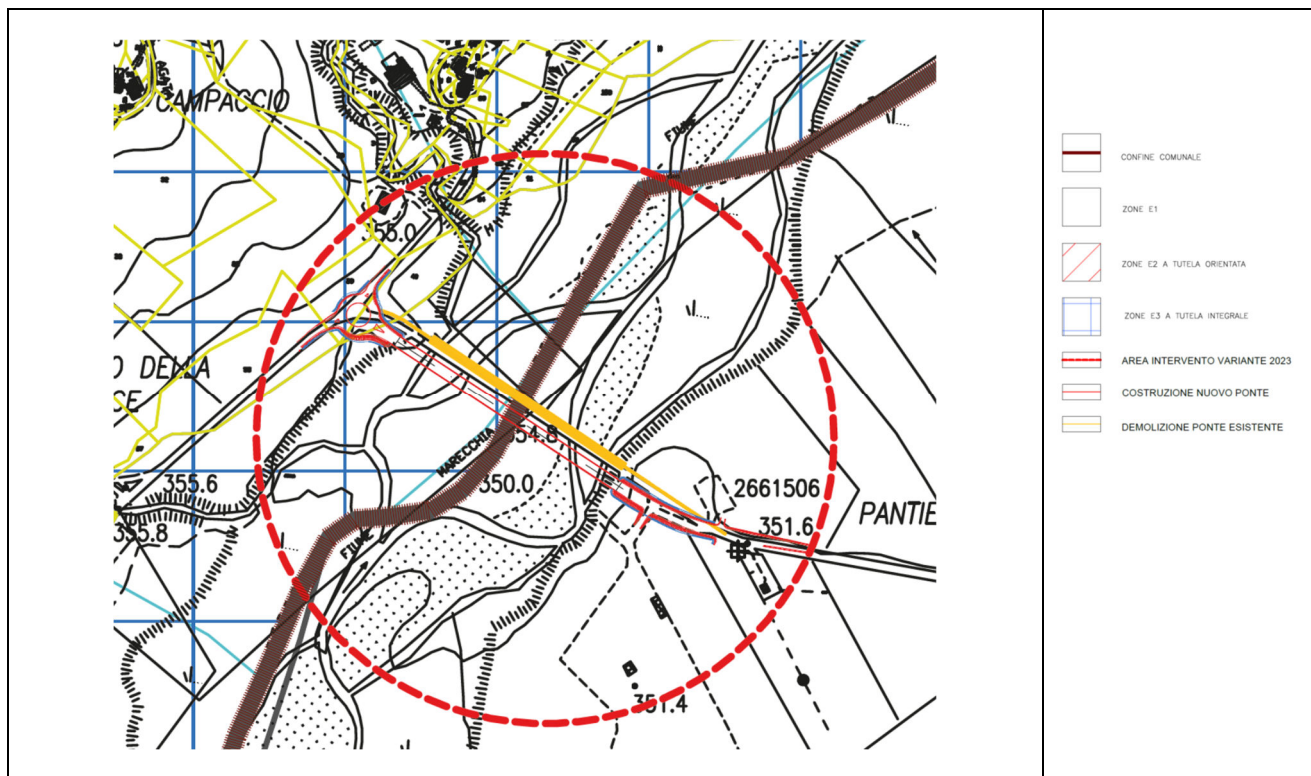 CAMPACCIO
FIUME
355.0
O DELLA
CE
MARECCHIA
354.8
355.6
350.0
2661506
355.8
351.6
PANTIE
FIUME
351.4
CONFINE COMUNALE
ZONE E1
ZONE E2 A TUTELA ORIENTATA
ZONE E3 A TUTELA INTEGRALE
AREA INTERVENTO VARIANTE 2023
COSTRUZIONE NUOVO PONTE
DEMOLIZIONE PONTE ESISTENTE